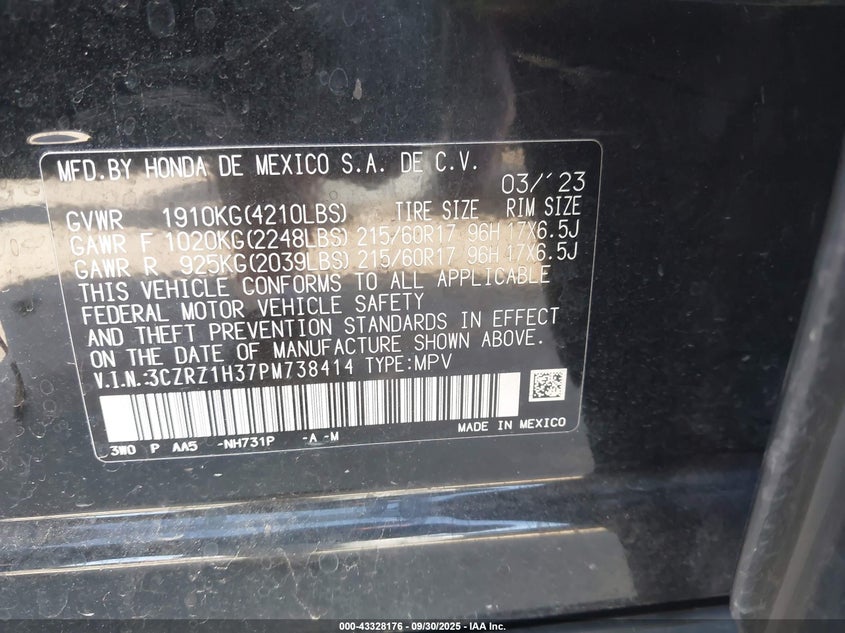 MFD.BY HONDA DE MEXICO S.A. DE C.V.
03/'23
GVWR 1910KG(4210LBS) TIRE SIZE RIM SIZE
GAWR F 1020KG(2248LBS) 215/60R17 96H 17X6.5J
GAWR R 925KG(2039LBS) 215/60R17 96H 17X6.5J
THIS VEHICLE CONFORMS TO ALL APPLICABLE
FEDERAL MOTOR VEHICLE SAFETY
AND THEFT PREVENTION STANDARDS IN EFFECT
ON THE DATE OF MANUFACTURE SHOWN ABOVE.
V.I.N.:3CZRZ1H37PM738414 TYPE:MPV
3W0 P AA5 -NH731P -A -M MADE IN MEXICO
000-43328176 - 09/30/2025 - IAA Inc.